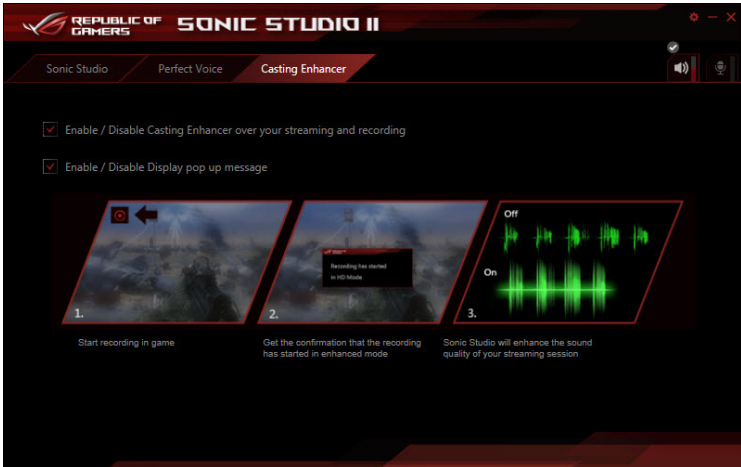 REPUBLIC OF
GAMERS
SONIC STUDIO II
Sonic Studio
Perfect Voice
Casting Enhancer
Enable / Disable Casting Enhancer over your streaming and recording
Enable / Disable Display pop up message
1.
Recording has started
in HD Mode
2.
Off
On
3.
Start recording in game
Get the confirmation that the recording
has started in enhanced mode
Sonic Studio will enhance the sound
quality of your streaming session